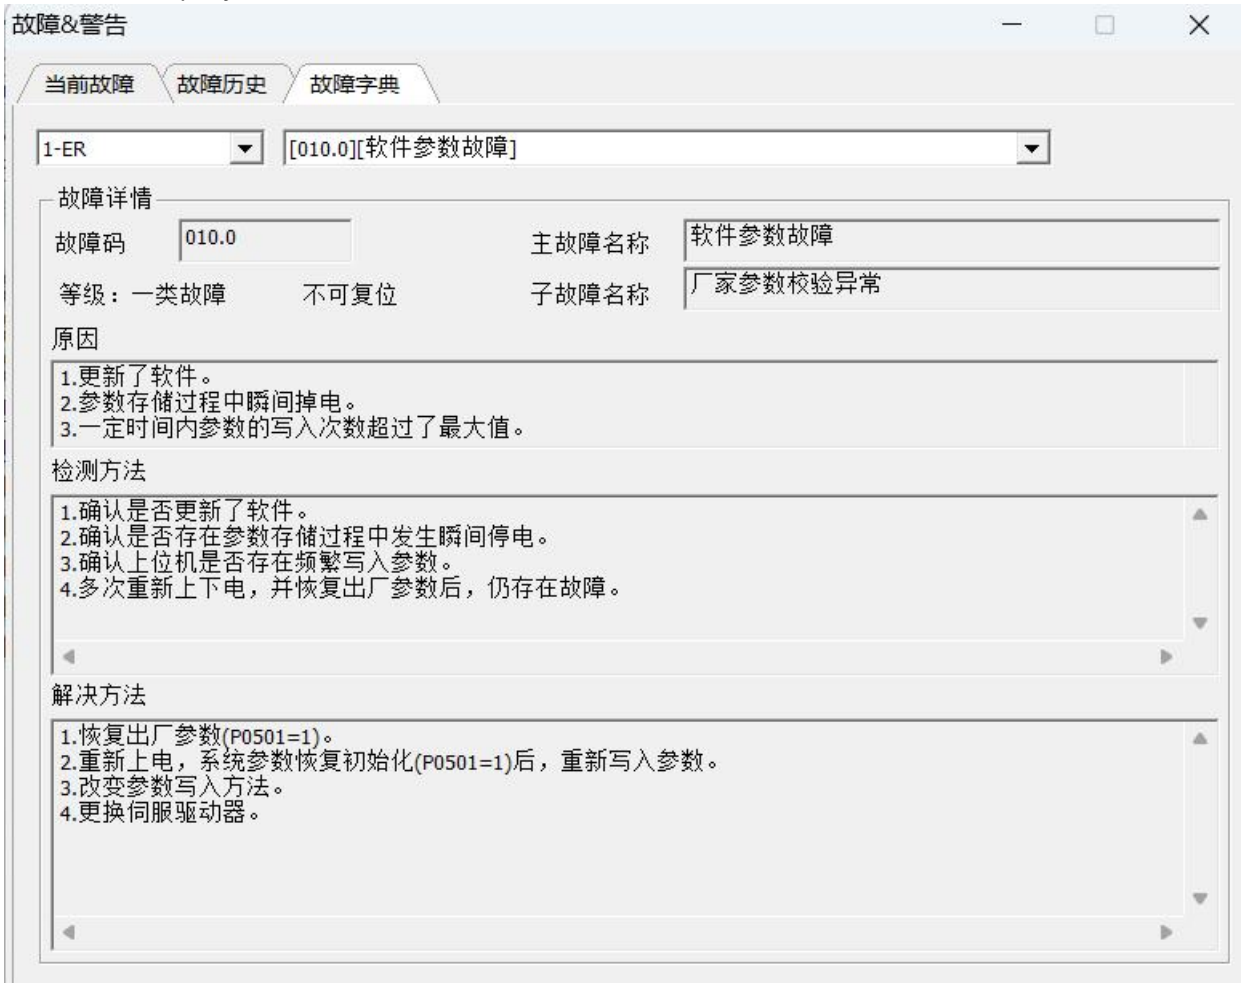 故障&警告
当前故障 故障历史 故障字典
1-ER [010.0][软件参数故障]
故障详情
故障码 010.0 主故障名称 软件参数故障
等级：一类故障 不可复位 子故障名称 厂家参数校验异常
原因
1.更新了软件。
2.参数存储过程中瞬间掉电。
3.一定时间内参数的写入次数超过了最大值。
检测方法
1.确认是否更新了软件。
2.确认是否存在参数存储过程中发生瞬间停电。
3.确认上位机是否存在频繁写入参数。
4.多次重新上下电，并恢复出厂参数后，仍存在故障。
解决方法
1.恢复出厂参数(P0501=1)。
2.重新上电，系统参数恢复初始化(P0501=1)后，重新写入参数。
3.改变参数写入方法。
4.更换伺服驱动器。